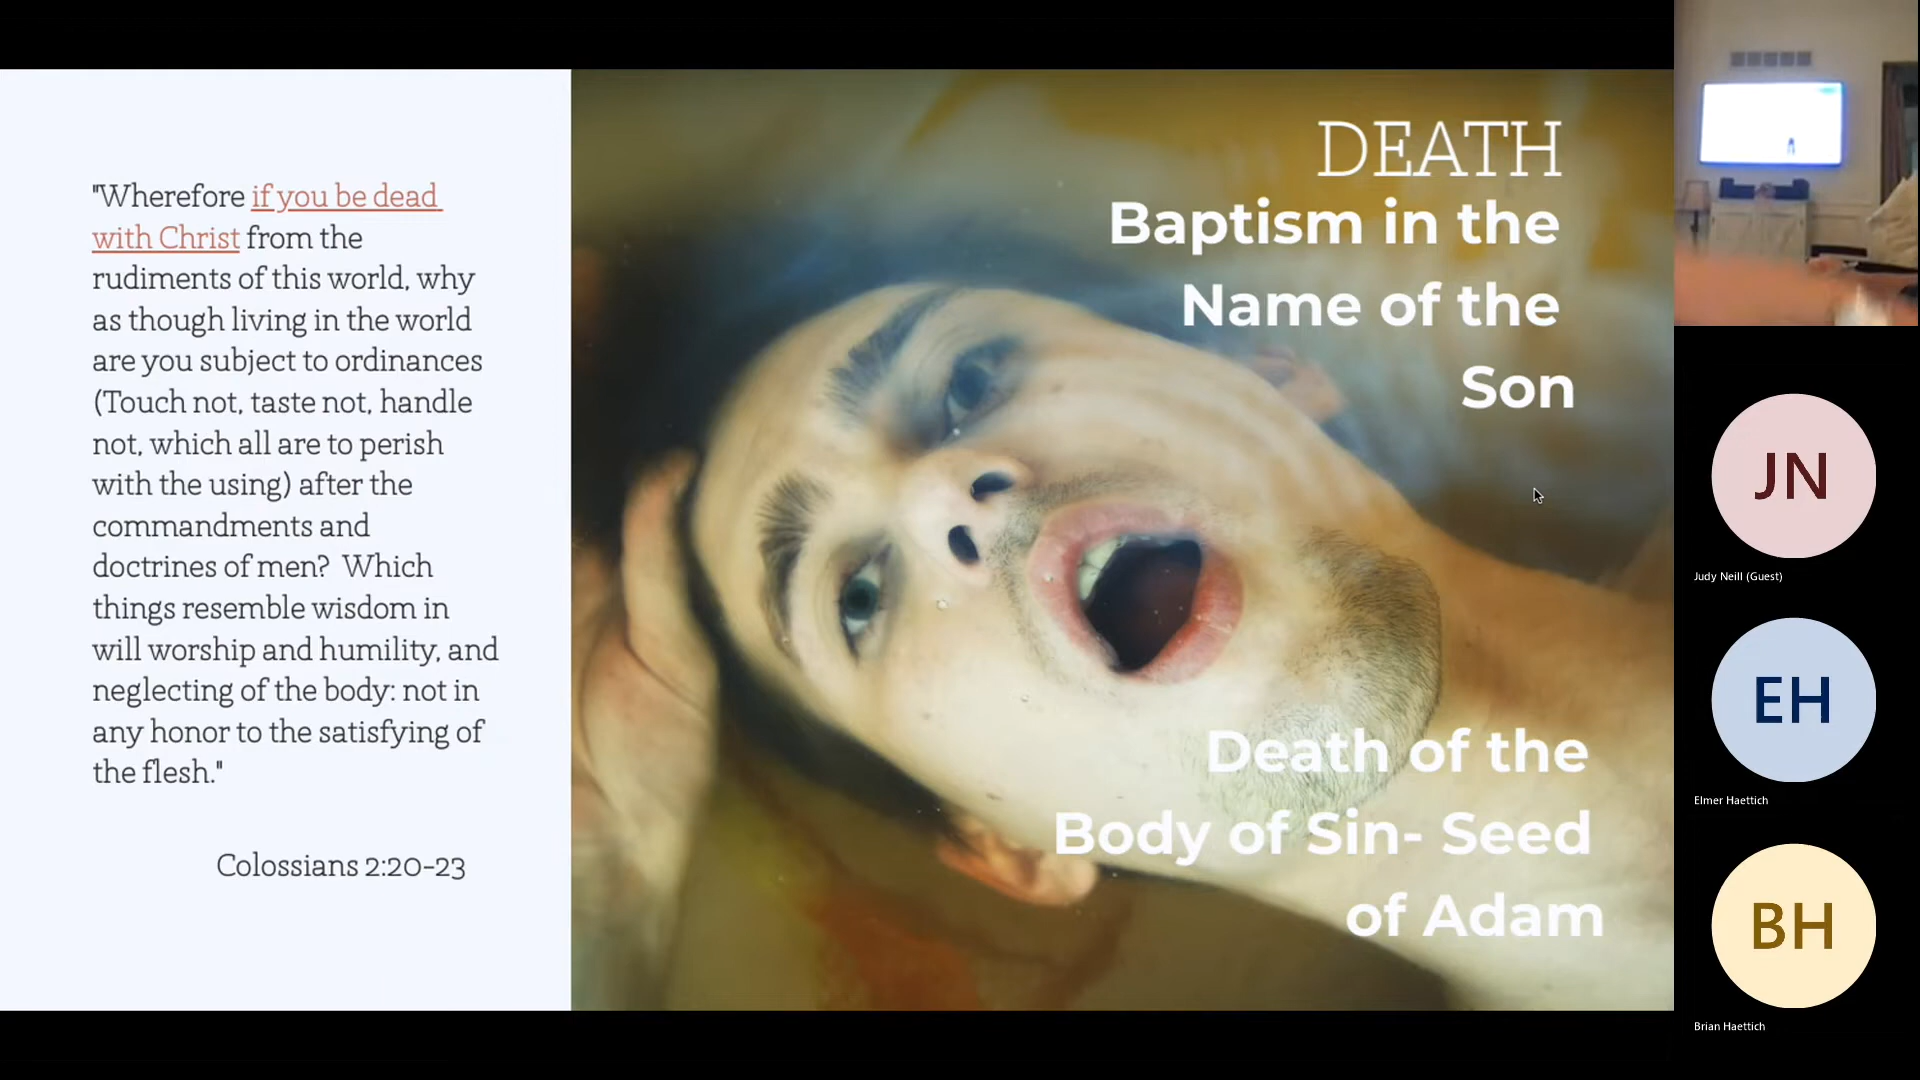 "Wherefore if you be dead
with Christ from the
rudiments of this world, why
as though living in the world
are you subject to ordinances
(Touch not, taste not, handle
not, which all are to perish
with the using) after the
commandments and
doctrines of men?  Which
things resemble wisdom in
will worship and humility, and
neglecting of the body: not in
any honor to the satisfying of
the flesh."
Colossians 2:20-23
DEATH
Baptism in the
Name of the
Son
Death of the
Body of Sin- Seed
of Adam
JN
Judy Neill (Guest)
EH
Elmer Haettich
BH
Brian Haettich